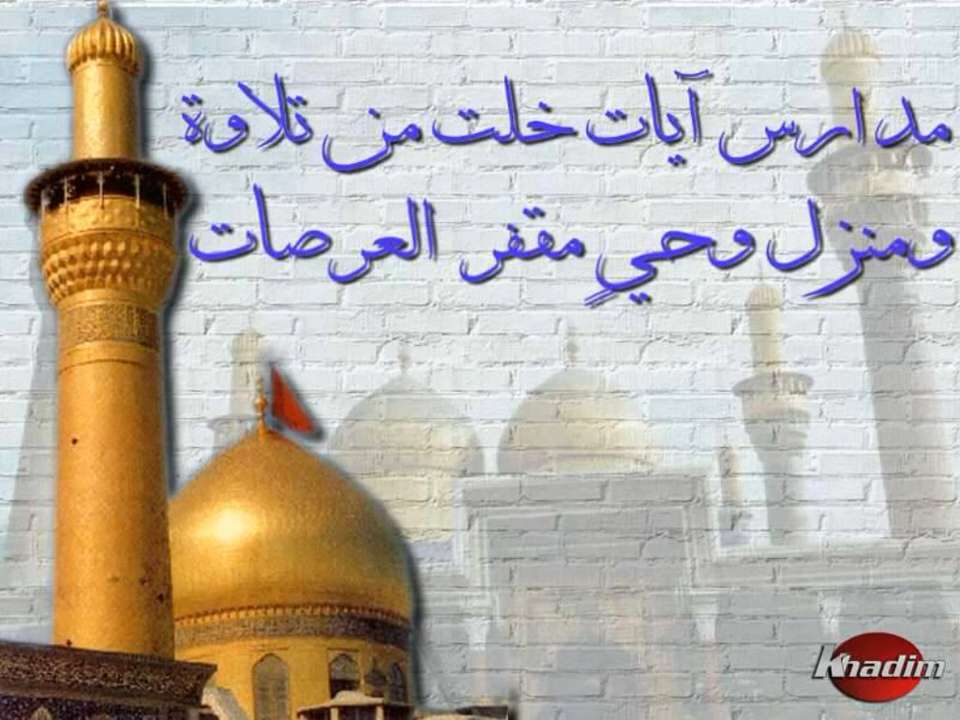 مدارس آيات خلت من تلاوة
ومنزل وحيٍ مقفر العرصات
Khadim